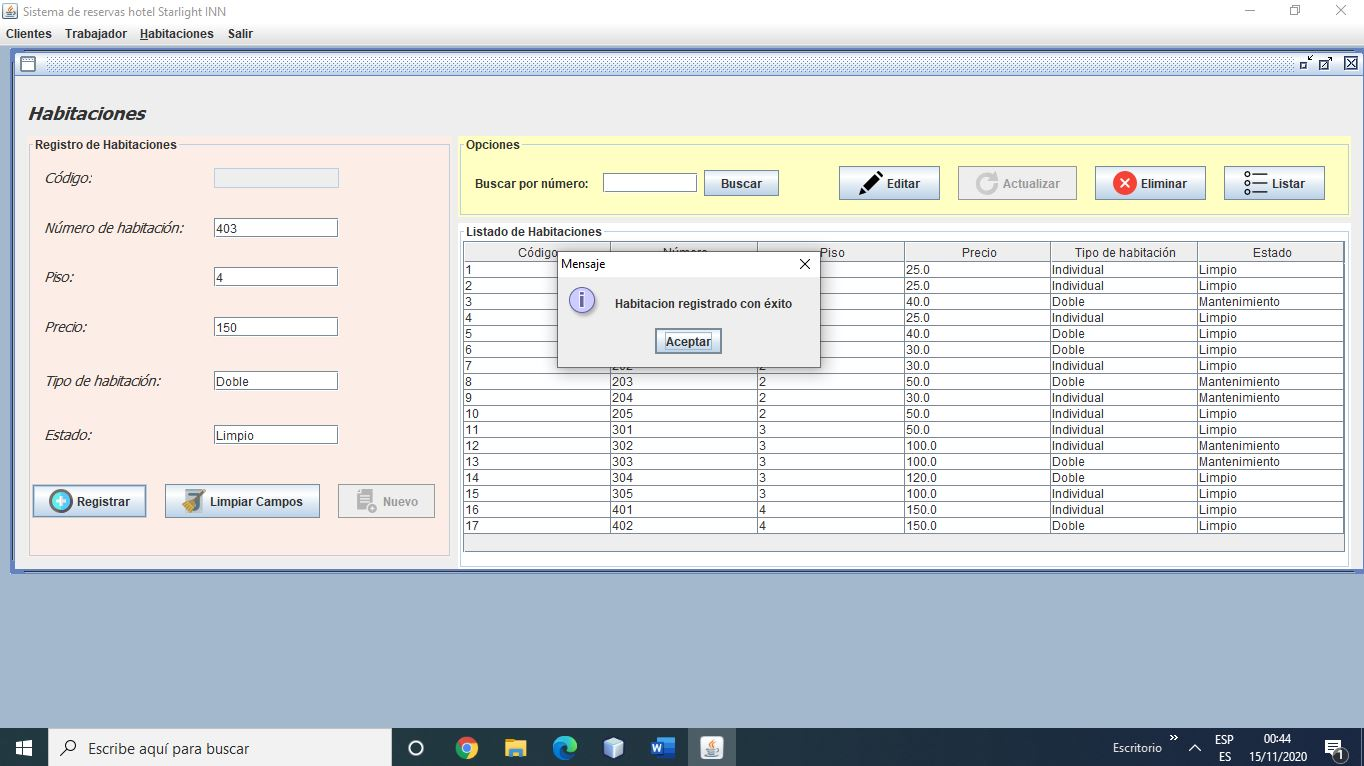 Sistema de reservas hotel Starlight INN
Clientes Trabajador Habitaciones Salir
Habitaciones
Registro de Habitaciones
Código:
Número de habitación: 403
Piso: 4
Precio: 150
Tipo de habitación: Doble
Estado: Limpio
Registrar Limpiar Campos Nuevo
Opciones
Buscar por número: Buscar Editar Actualizar Eliminar Listar
Listado de Habitaciones
Código Piso Precio Tipo de habitación Estado
1 25.0 Individual Limpio
2 25.0 Individual Limpio
3 40.0 Doble Mantenimiento
4 25.0 Individual Limpio
5 40.0 Doble Limpio
6 30.0 Doble Limpio
7 30.0 Individual Limpio
8 203 2 50.0 Doble Mantenimiento
9 204 2 30.0 Individual Mantenimiento
10 205 2 50.0 Individual Limpio
11 301 3 50.0 Individual Limpio
12 302 3 100.0 Individual Mantenimiento
13 303 3 100.0 Doble Mantenimiento
14 304 3 120.0 Doble Limpio
15 305 3 100.0 Individual Limpio
16 401 4 150.0 Individual Limpio
17 402 4 150.0 Doble Limpio
Mensaje
Habitacion registrado con éxito
Aceptar
Escribe aquí para buscar
Escritorio
ESP
ES
00:44
15/11/2020
1